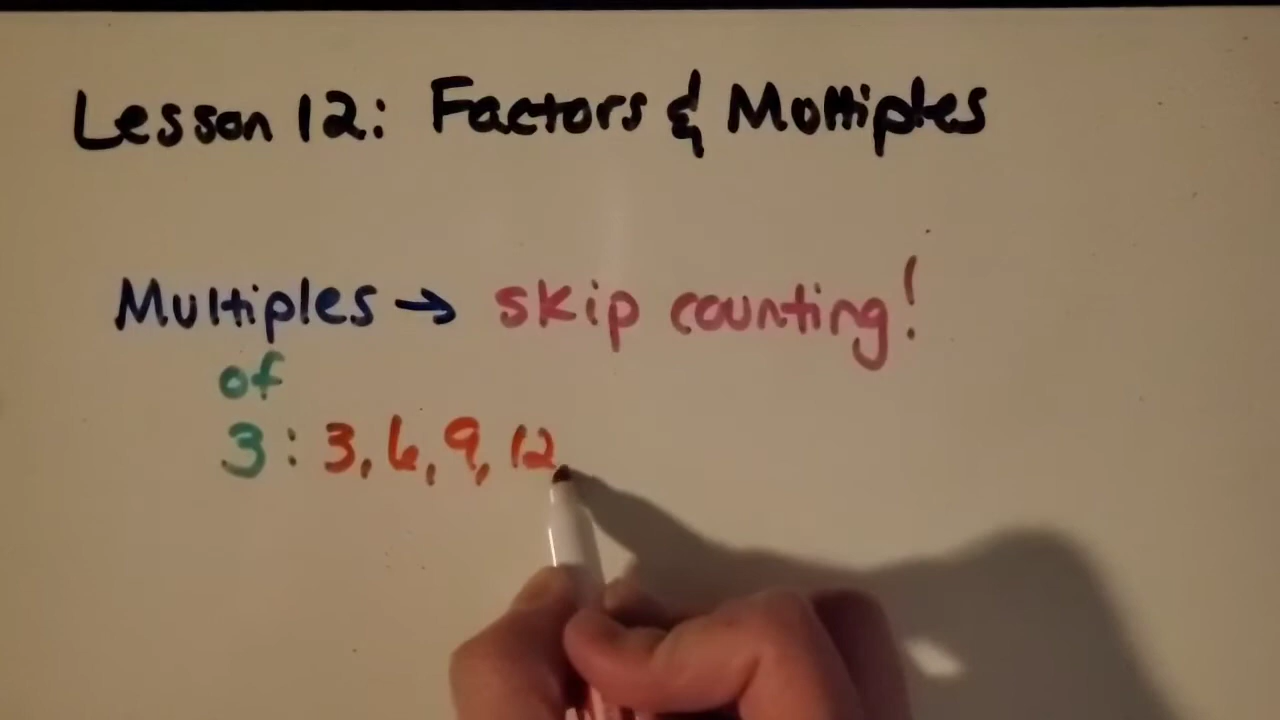 Lesson 12: Factors & Multiples
Multiples → skip counting!
of
3: 3, 6, 9, 12